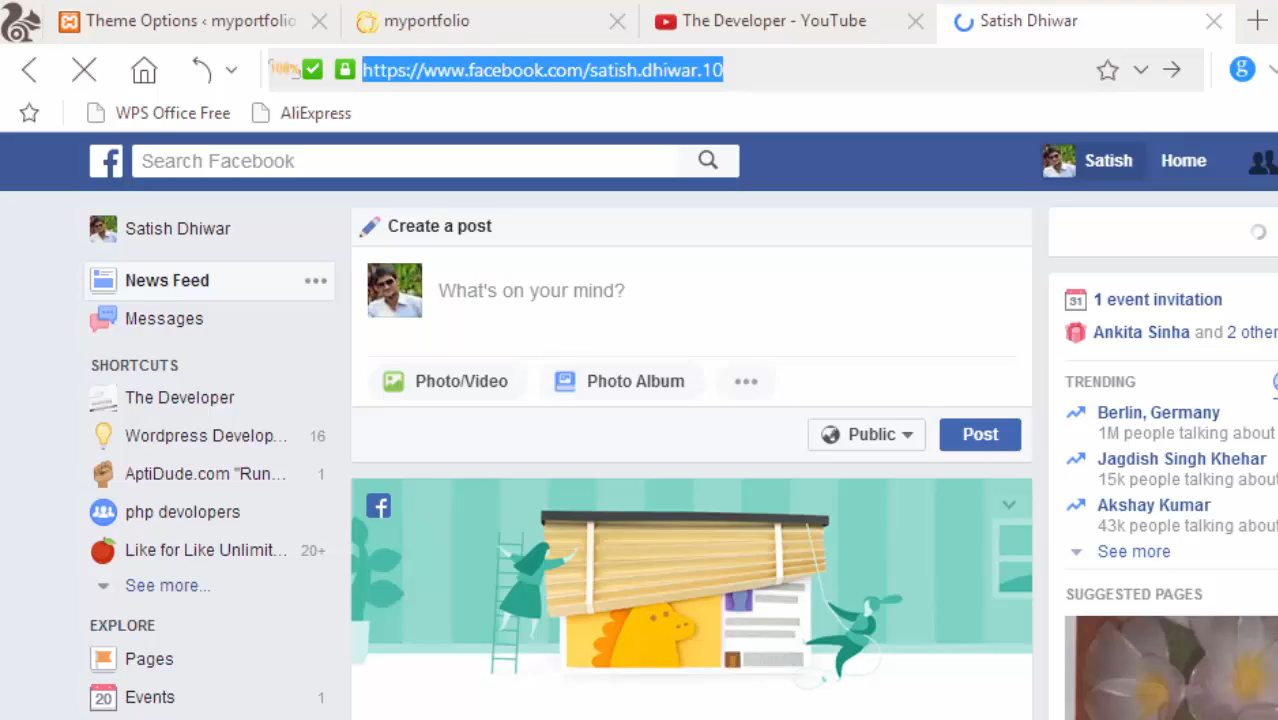 Theme Options ‹ myportfolio
myportfolio
The Developer - YouTube
Satish Dhiwar
100%
https://www.facebook.com/satish.dhiwar.10
g
WPS Office Free
AliExpress
Search Facebook
Satish
Home
Satish Dhiwar
News Feed
Messages
SHORTCUTS
The Developer
Wordpress Develop... 16
AptiDude.com "Run... 1
php devolopers
Like for Like Unlimit... 20+
See more...
EXPLORE
Pages
20 Events 1
Create a post
What's on your mind?
Photo/Video
Photo Album
Public
Post
31 1 event invitation
Ankita Sinha and 2 other
TRENDING
Berlin, Germany
1M people talking about
Jagdish Singh Khehar
15k people talking about
Akshay Kumar
43k people talking about
See more
SUGGESTED PAGES